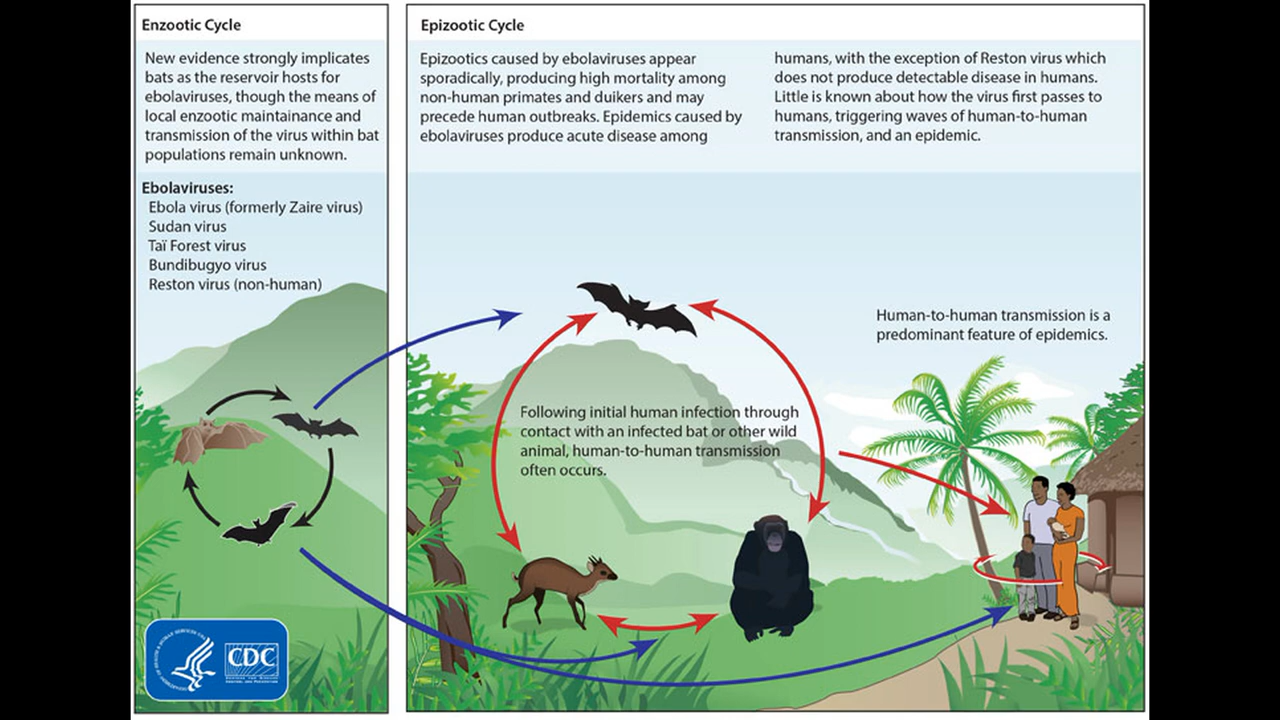 Enzootic Cycle
New evidence strongly implicates
bats as the reservoir hosts for
ebolaviruses, though the means of
local enzootic maintainance and
transmission of the virus within bat
populations remain unknown.
Ebolaviruses:
Ebola virus (formerly Zaire virus)
Sudan virus
Taï Forest virus
Bundibugyo virus
Reston virus (non-human)
Epizootic Cycle
Epizootics caused by ebolaviruses appear
sporadically, producing high mortality among
non-human primates and duikers and may
precede human outbreaks. Epidemics caused by
ebolaviruses produce acute disease among
humans, with the exception of Reston virus which
does not produce detectable disease in humans.
Little is known about how the virus first passes to
humans, triggering waves of human-to-human
transmission, and an epidemic.
Human-to-human transmission is a
predominant feature of epidemics.
Following initial human infection through
contact with an infected bat or other wild
animal, human-to-human transmission
often occurs.
CDC